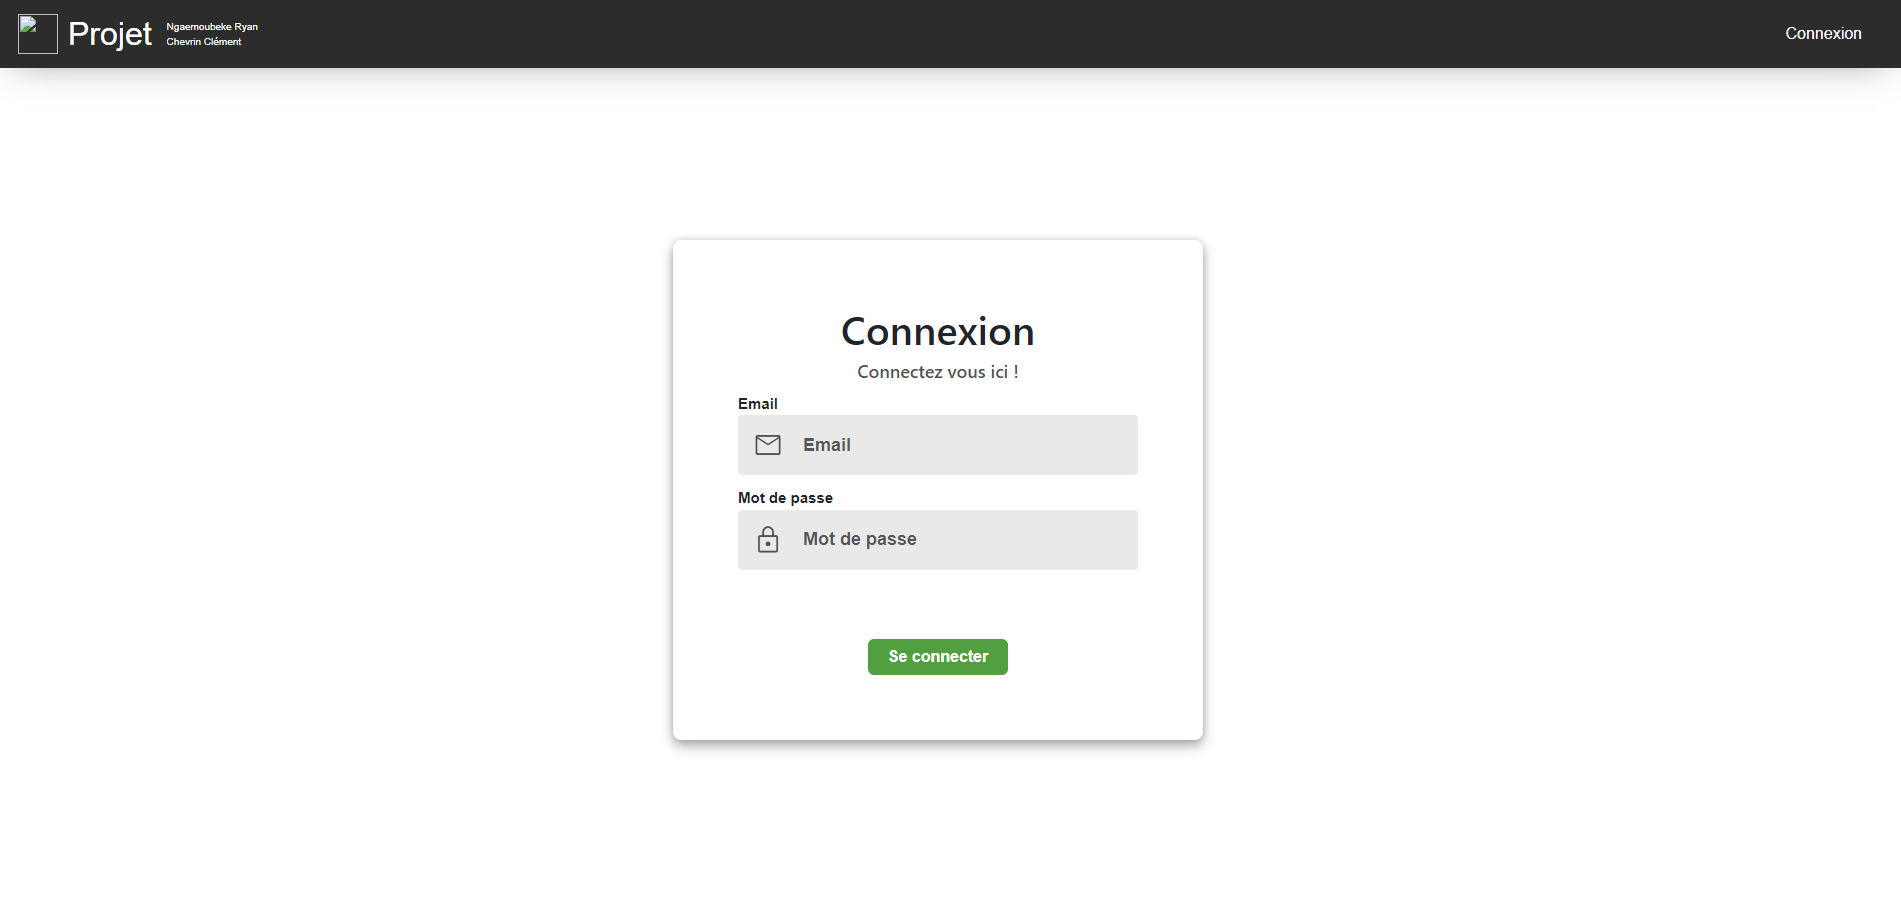 Projet
Ngaemoubeke Ryan
Chevrin Clément
Connexion
Connexion
Connectez vous ici !
Email
Email
Mot de passe
Mot de passe
Se connecter